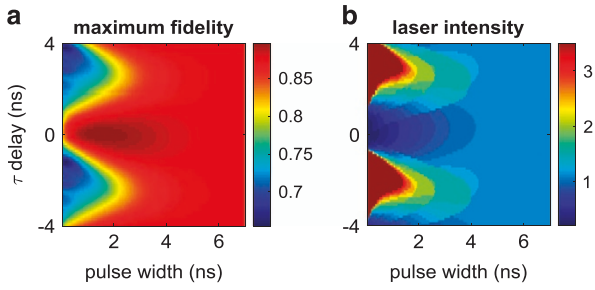 a
maximum fidelity
4
0
-4
τ delay (ns)
2 4 6
pulse width (ns)
0.85
0.8
0.75
0.7
b
laser intensity
4
0
-4
2 4 6
pulse width (ns)
3
2
1